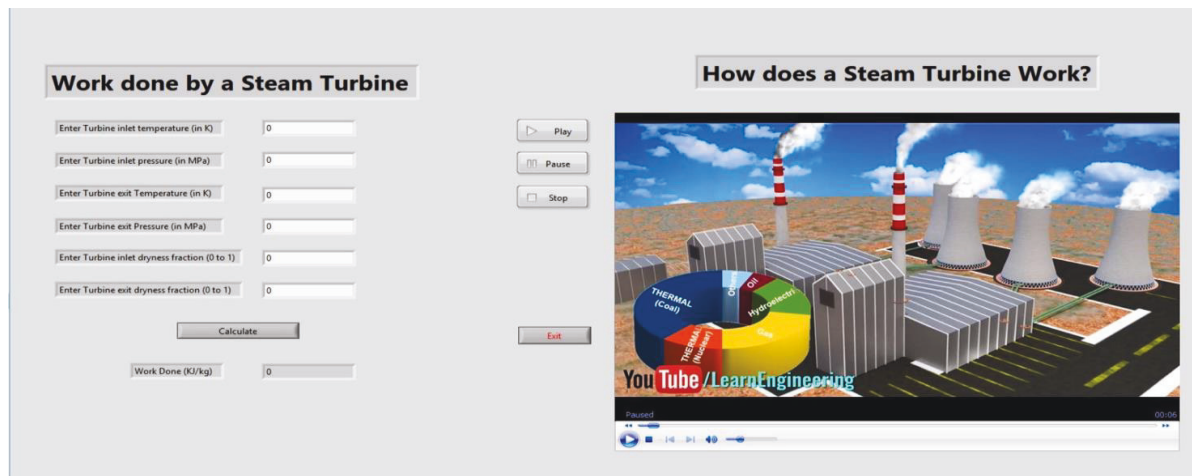 Work done by a Steam Turbine
Enter Turbine inlet temperature (in K)
0
Enter Turbine inlet pressure (in MPa)
0
Enter Turbine exit Temperature (in K)
0
Enter Turbine exit Pressure (in MPa)
0
Enter Turbine inlet dryness fraction (0 to 1)
0
Enter Turbine exit dryness fraction (0 to 1)
0
Calculate
Work Done (KJ/kg)
0
Play
Pause
Stop
Exit
How does a Steam Turbine Work?
THERMAL
(Coal)
Others
Oil
Hydroelectri
Gas
THERMAL
(Nuclear)
YouTube/LearnEngineering
Paused
00:06